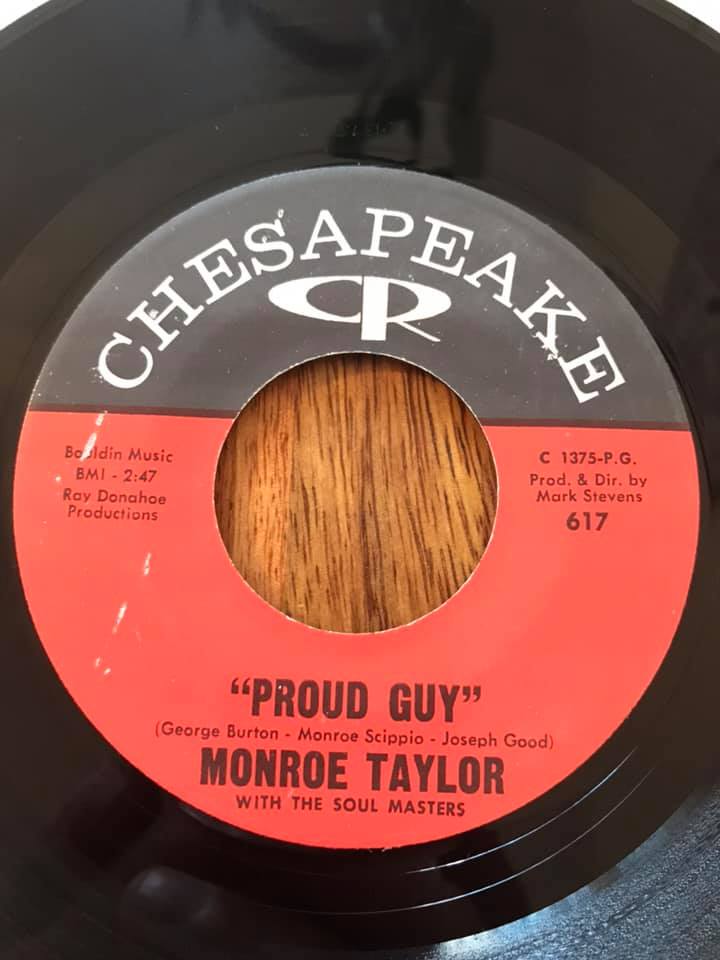 CHESAPEAKE
CR
Music
BMI - 2:47
Ray Donahoe
Productions
C 1375-P.G.
Prod. & Dir. by
Mark Stevens
617
"PROUD GUY"
(George Burton - Monroe Scippio - Joseph Good)
MONROE TAYLOR
WITH THE SOUL MASTERS